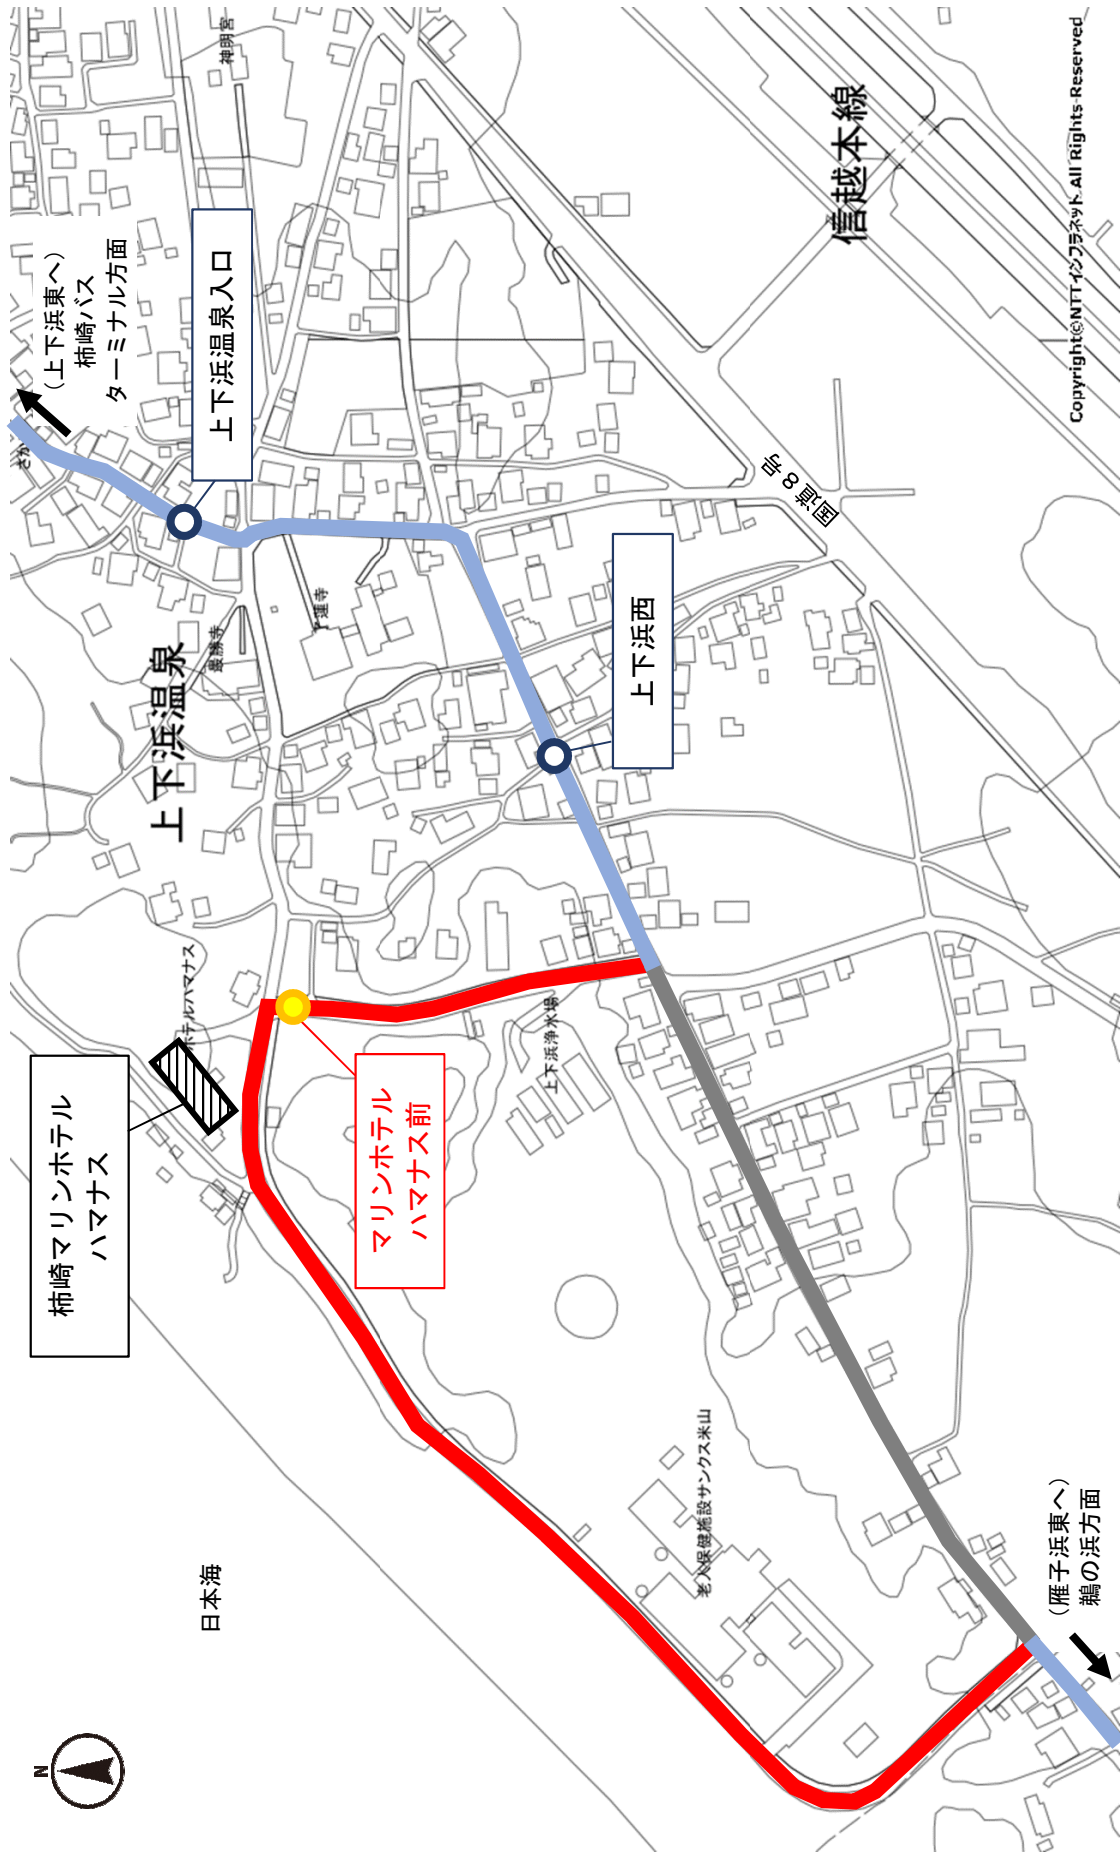 神明宮
信越本線
Copyright©NTTインフラネット, All Rights Reserved
(上下浜東へ)
柿崎バス
ターミナル方面
上下浜温泉入口
国道８号
了蓮寺
最勝寺
上下浜温泉
上下浜西
ホテルハマナス
柿崎マリンホテル
ハマナス
マリンホテル
ハマナス前
上下浜浄水場
老人保健施設サンクス米山
日本海
(雁子浜東へ)
鵜の浜方面
N